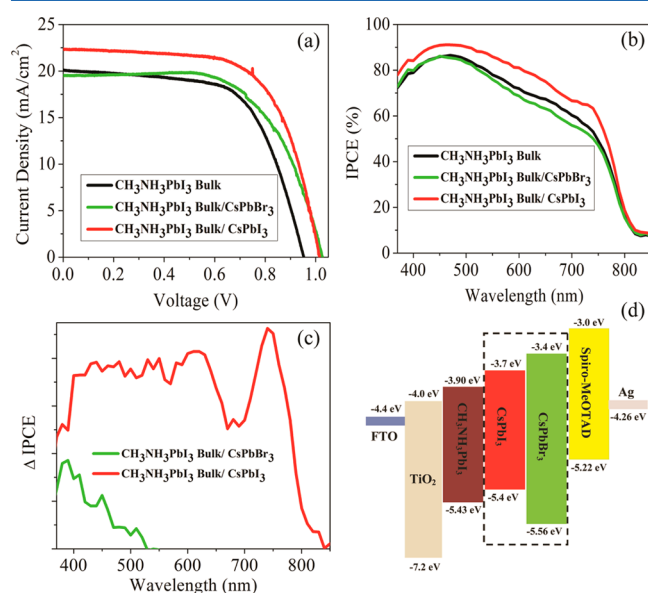 (a)
25
20
15
10
5
0
Current Density (mA/cm²)
CH₃NH₃PbI₃ Bulk
CH₃NH₃PbI₃ Bulk/CsPbBr₃
CH₃NH₃PbI₃ Bulk/ CsPbI₃
0.0 0.2 0.4 0.6 0.8 1.0
Voltage (V)
(b)
100
80
60
40
20
0
IPCE (%)
CH₃NH₃PbI₃ Bulk
CH₃NH₃PbI₃ Bulk/CsPbBr₃
CH₃NH₃PbI₃ Bulk/ CsPbI₃
400 500 600 700 800
Wavelength (nm)
(c)
Δ IPCE
CH₃NH₃PbI₃ Bulk/ CsPbBr₃
CH₃NH₃PbI₃ Bulk/ CsPbI₃
400 500 600 700 800
Wavelength (nm)
(d)
-4.4 eV
FTO
-4.0 eV
TiO₂
-7.2 eV
-3.90 eV
CH₃NH₃PbI₃
-5.43 eV
-3.7 eV
CsPbI₃
-5.4 eV
-3.4 eV
CsPbBr₃
-5.56 eV
-3.0 eV
Spiro-MeOTAD
-5.22 eV
Ag
-4.26 eV